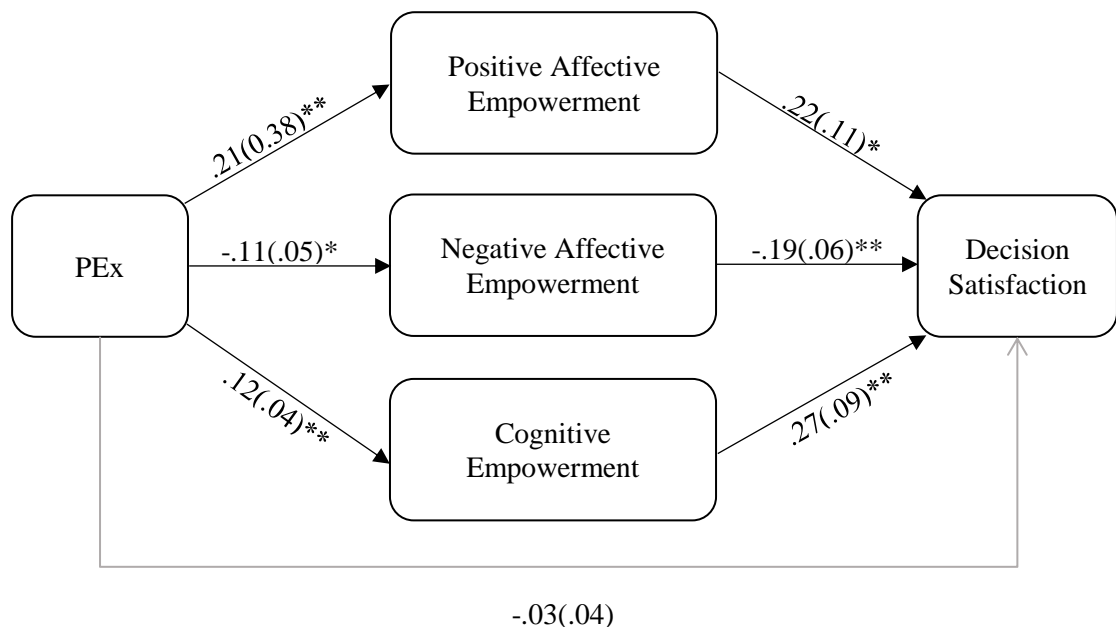 Positive Affective
Empowerment
.21(0.38)**
.22(.11)*
PEx
-.11(.05)*
Negative Affective
Empowerment
-.19(.06)**
Decision
Satisfaction
.12(.04)**
Cognitive
Empowerment
.27(.09)**
-.03(.04)